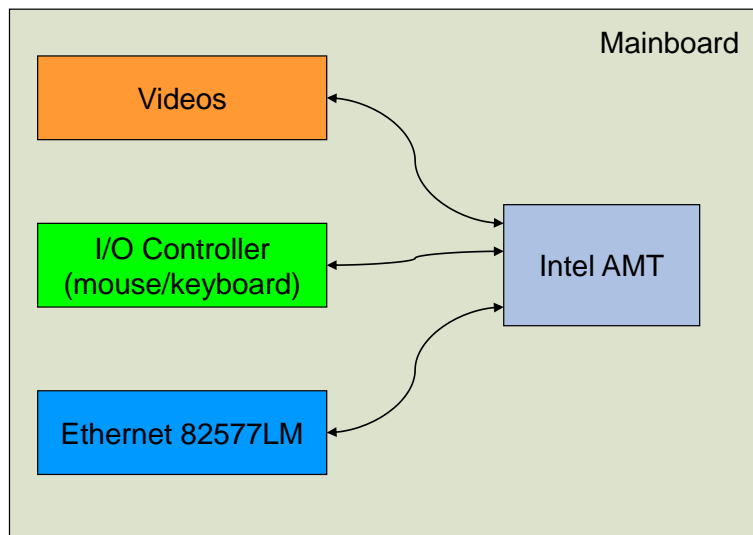 Mainboard
Videos
I/O Controller
(mouse/keyboard)
Intel AMT
Ethernet 82577LM